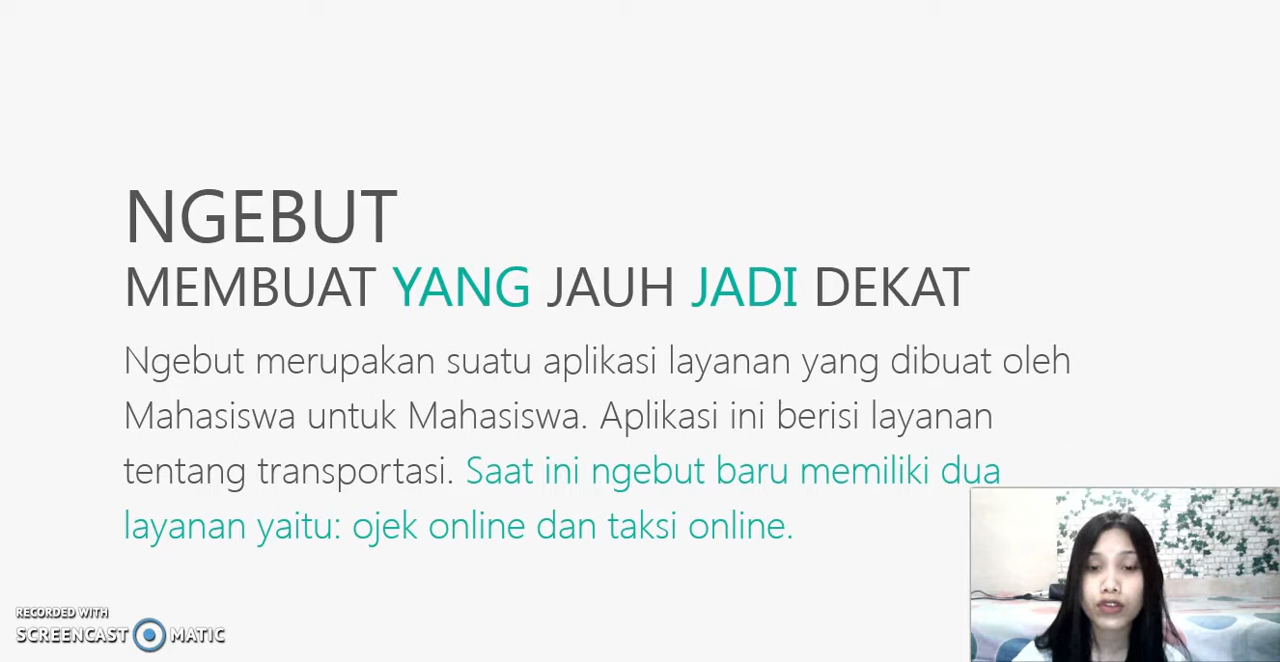 NGEBUT
MEMBUAT YANG JAUH JADI DEKAT
Ngebut merupakan suatu aplikasi layanan yang dibuat oleh
Mahasiswa untuk Mahasiswa. Aplikasi ini berisi layanan
tentang transportasi. Saat ini ngebut baru memiliki dua
layanan yaitu: ojek online dan taksi online.
RECORDED WITH
SCREENCAST MATIC